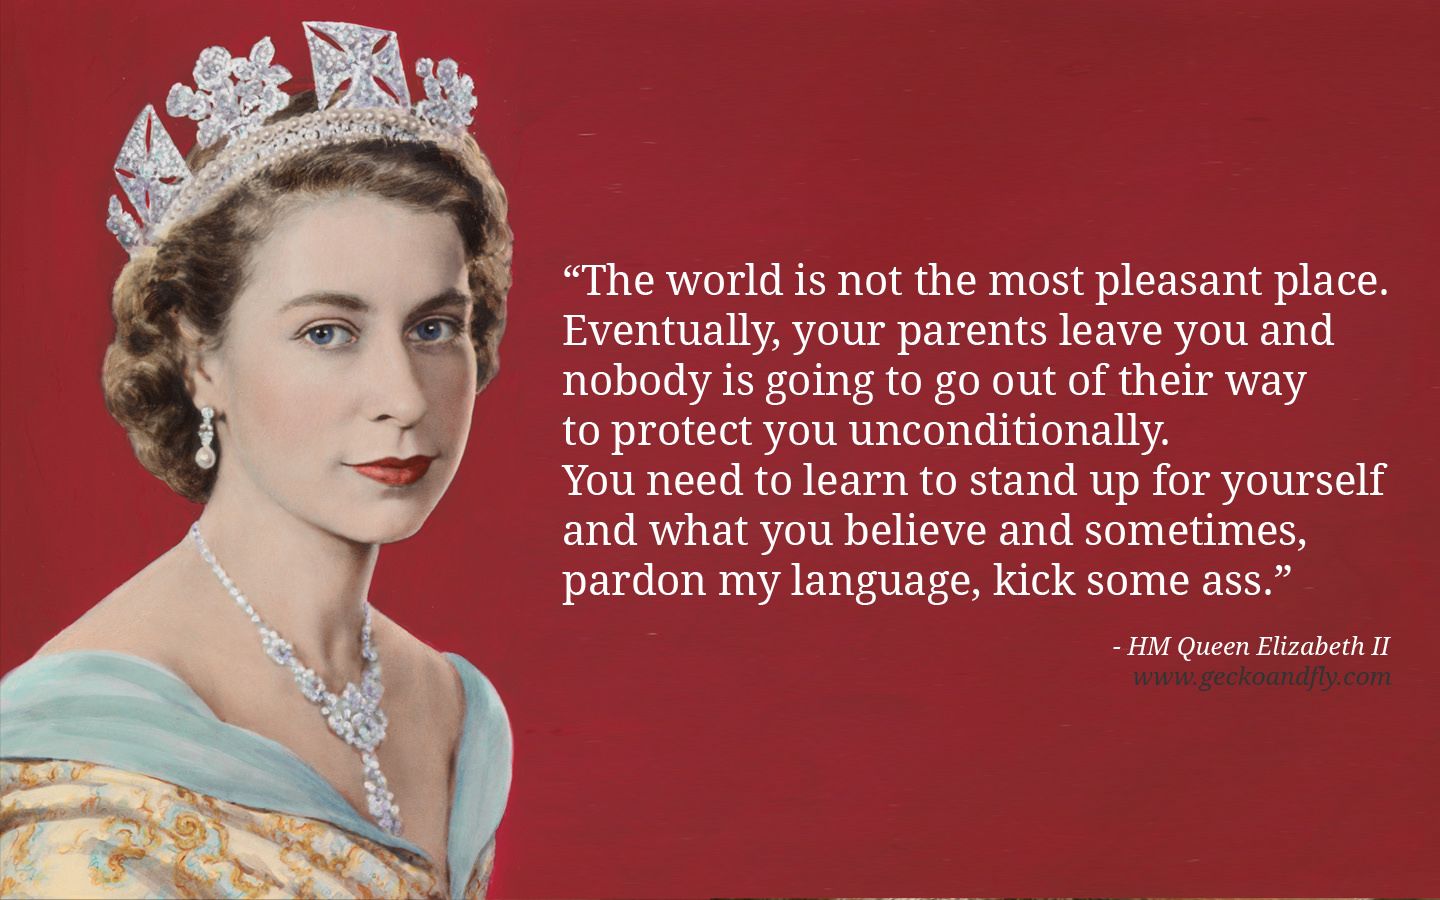 “The world is not the most pleasant place.
Eventually, your parents leave you and
nobody is going to go out of their way
to protect you unconditionally.
You need to learn to stand up for yourself
and what you believe and sometimes,
pardon my language, kick some ass.”
- HM Queen Elizabeth II
www.geckoandfly.com